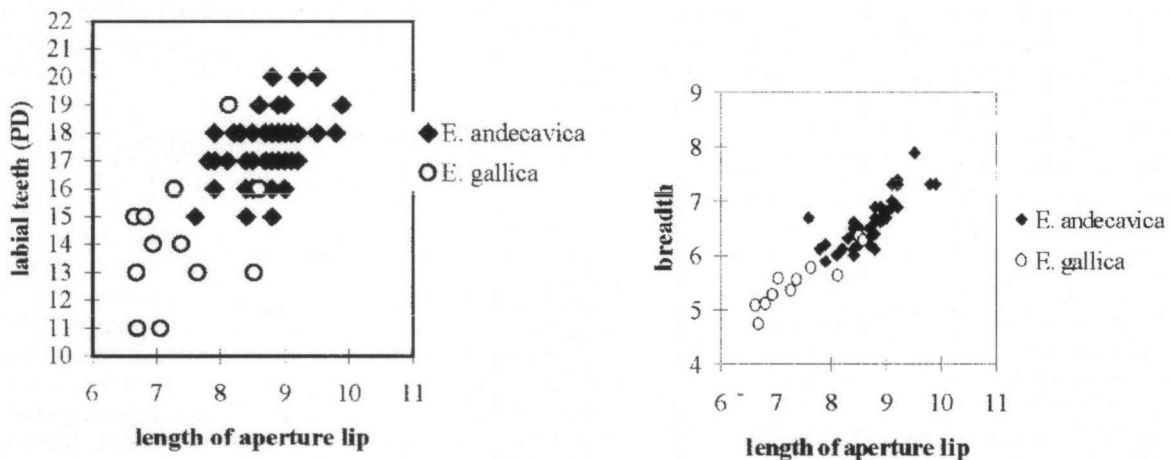 22
21
20
19
18
17
16
15
14
13
12
11
10
labial teeth (PD)
6 7 8 9 10 11
length of aperture lip
E. andecavica
E. gallica
9
8
7
6
5
4
breadth
6 7 8 9 10 11
length of aperture lip
E. andecavica
E. gallica